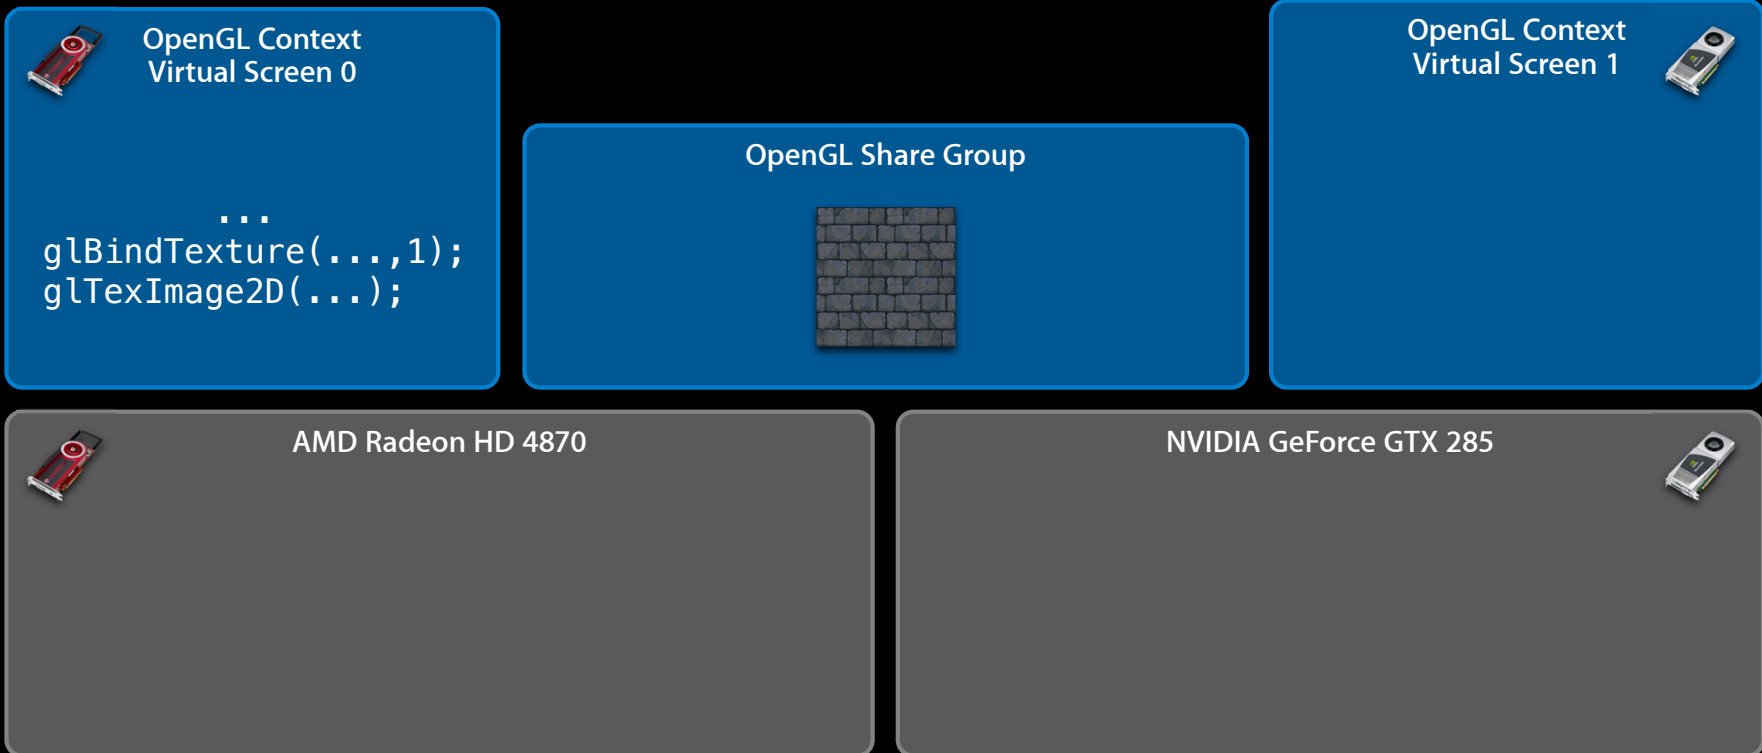 OpenGL Context
Virtual Screen 0
...
glBindTexture(...,1);
glTexImage2D(...);
OpenGL Share Group
OpenGL Context
Virtual Screen 1
AMD Radeon HD 4870
NVIDIA GeForce GTX 285